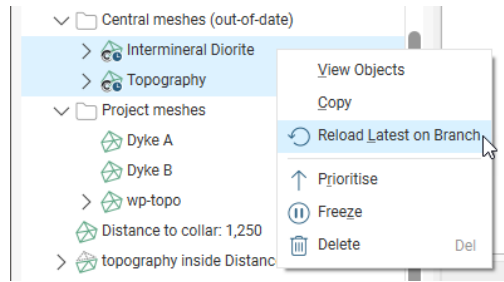 Central meshes (out-of-date)
Intermineral Diorite
Topography
Project meshes
Dyke A
Dyke B
wp-topo
Distance to collar: 1,250
topography inside Distanc
View Objects
Copy
Reload Latest on Branch
Prioritise
Freeze
Delete Del